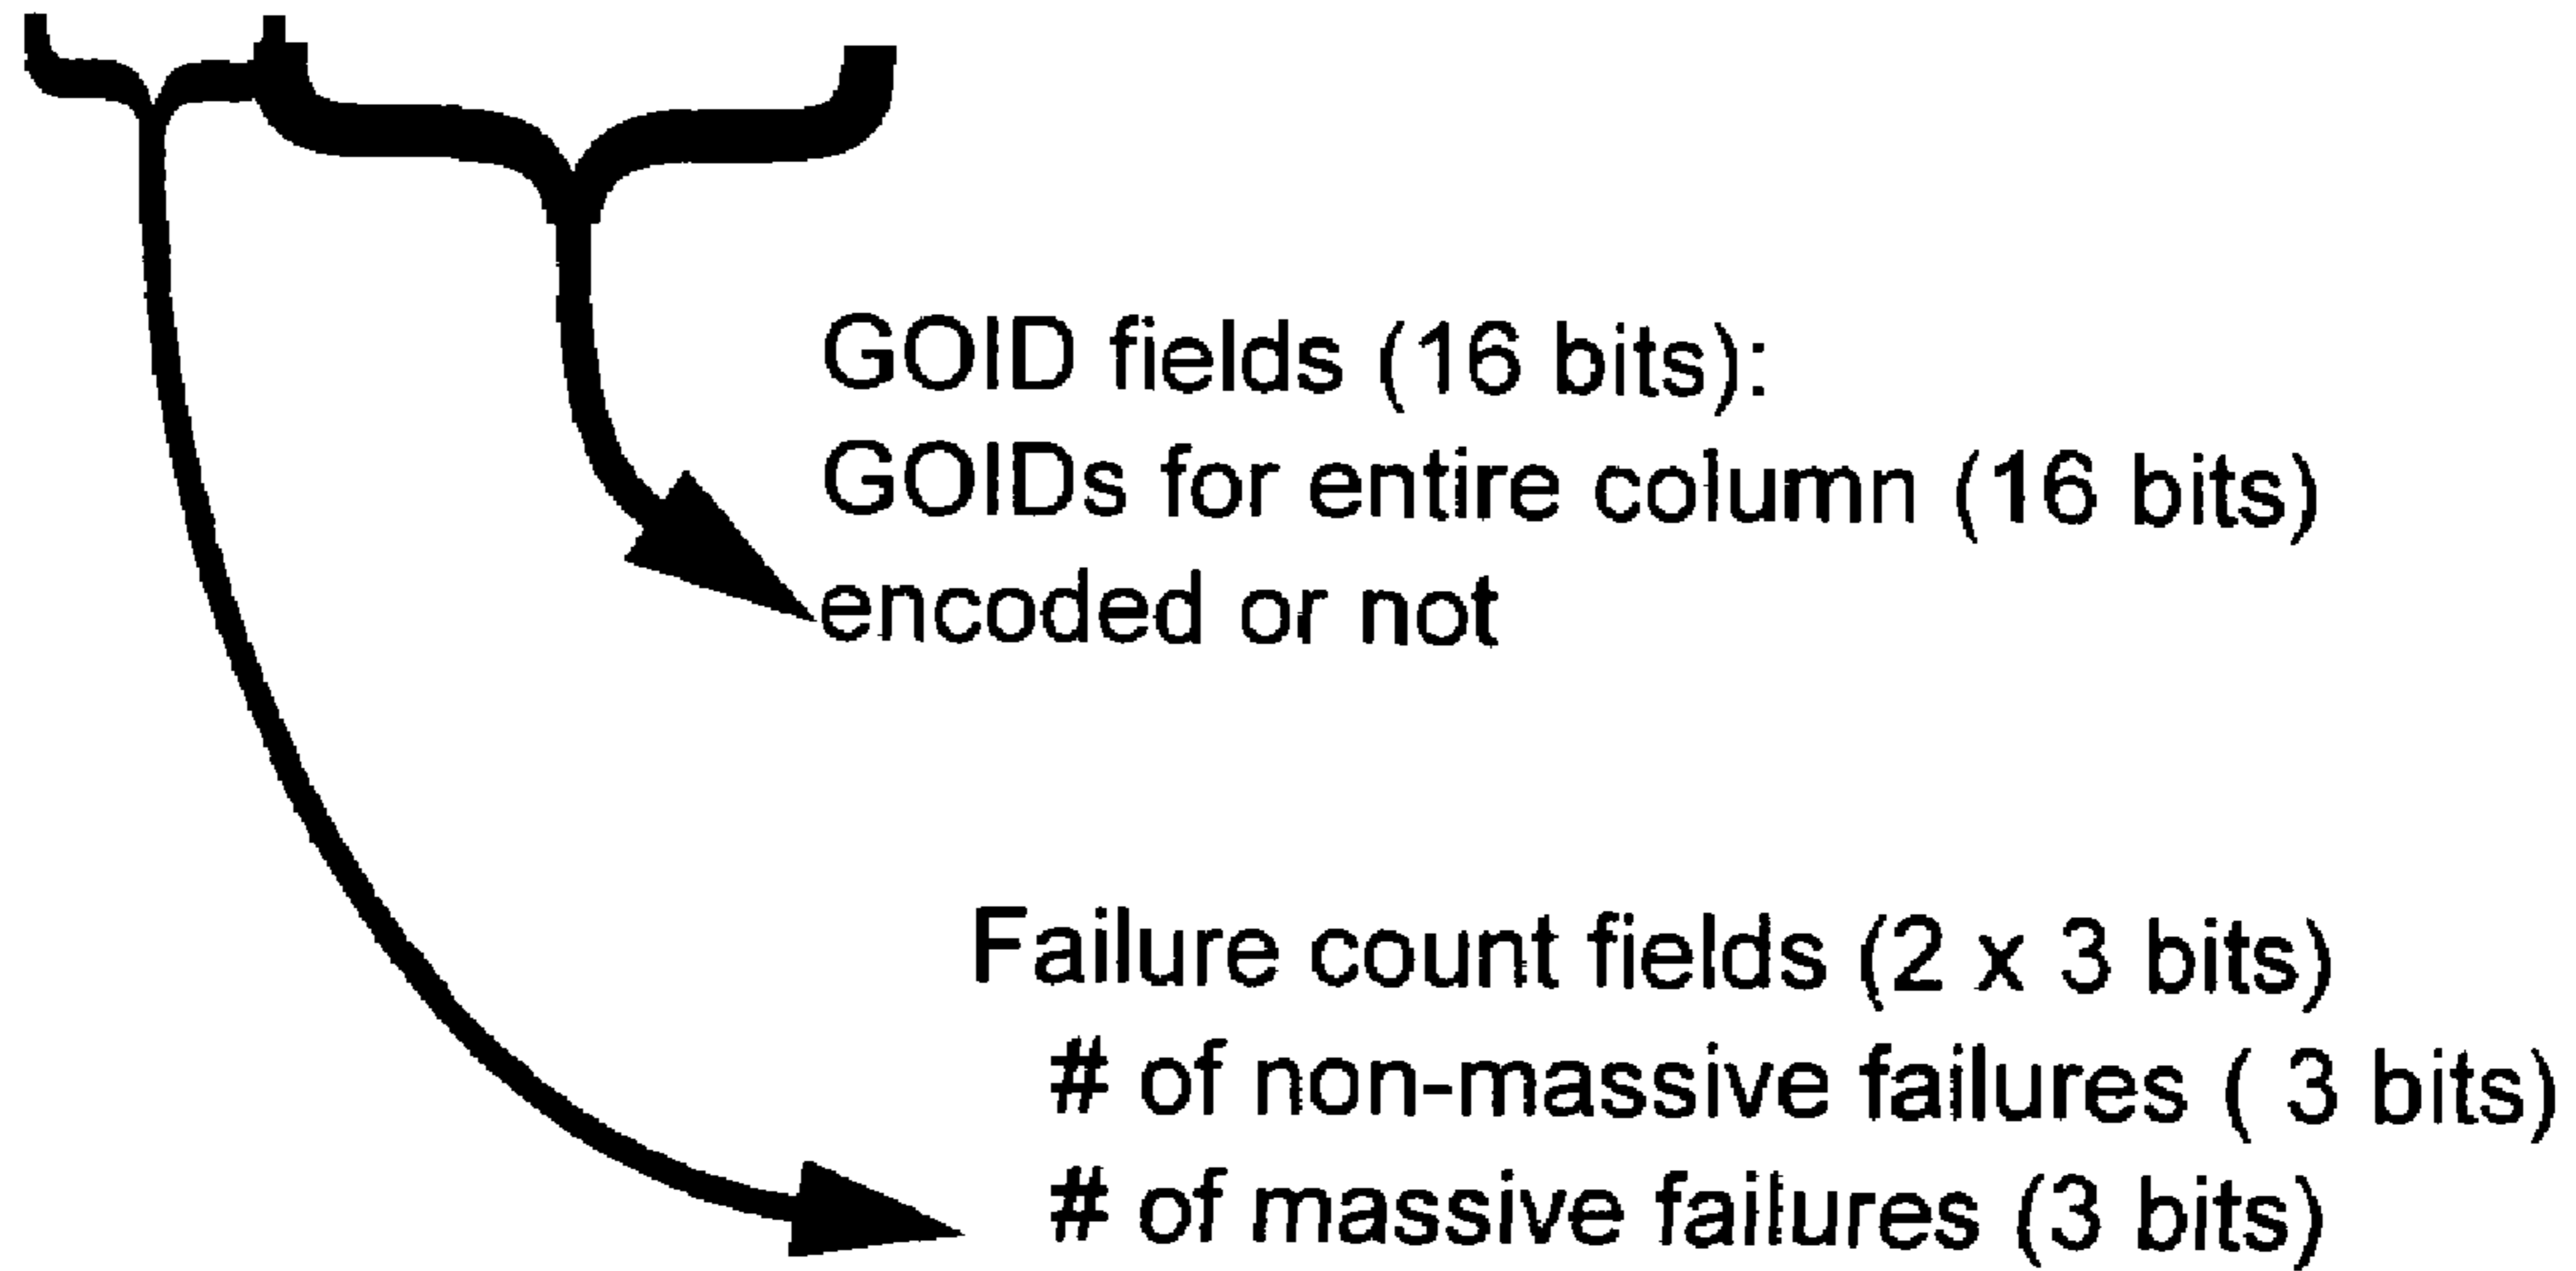 GOID fields (16 bits):
GOIDs for entire column (16 bits)
encoded or not
Failure count fields (2 x 3 bits)
# of non-massive failures ( 3 bits)
# of massive failures (3 bits)